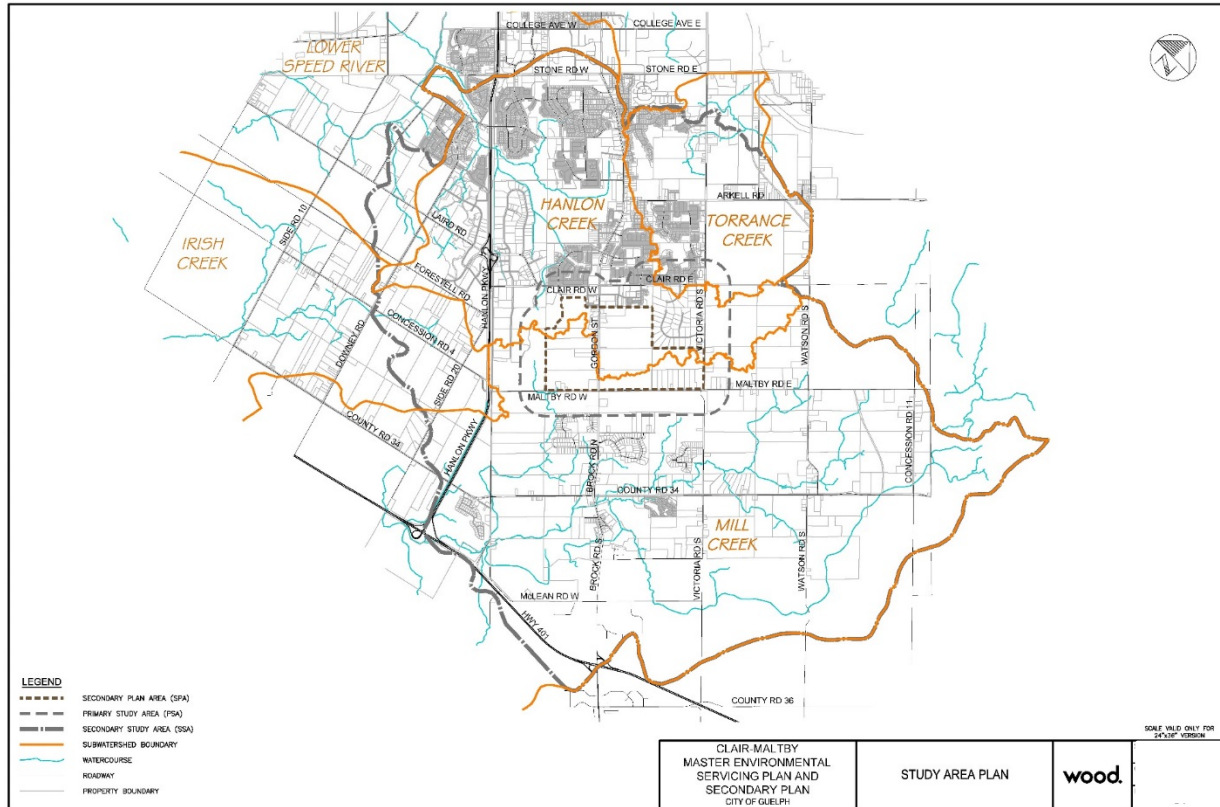 COLLEGE AVE W
COLLEGE AVE E
LOWER
SPEED RIVER
STONE RD W
STONE RD E
ARKELL RD
HANLON
CREEK
TORRANCE
CREEK
SIDE RD 10
LAIRD RD
IRISH
CREEK
FORESTELL RD
HANLON PKWY
CLAIR RD E
CLAIR RD W
GORDON ST
VICTORIA RD S
WATSON RD S
CONCESSION RD 4
DOWNEY RD
SIDE RD 20
MALTBY RD E
MALTBY RD W
COUNTY RD 34
HANLON PKWY
BROCK RD N
CONCESSION RD 11
COUNTY RD 34
MILL
CREEK
BROCK RD S
VICTORIA RD S
WATSON RD S
McLEAN RD W
HWY 401
COUNTY RD 36
LEGEND
SECONDARY PLAN AREA (SPA)
PRIMARY STUDY AREA (PSA)
SECONDARY STUDY AREA (SSA)
SUBWATERSHED BOUNDARY
WATERCOURSE
ROADWAY
PROPERTY BOUNDARY
SCALE VALID ONLY FOR
24"x36" VERSION
CLAIR-MALTBY
MASTER ENVIRONMENTAL
SERVICING PLAN AND
SECONDARY PLAN
CITY OF GUELPH
STUDY AREA PLAN
wood.